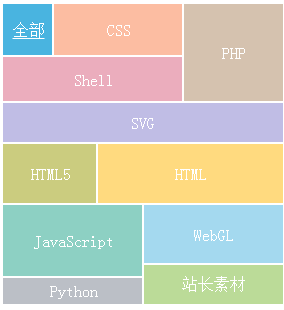 全部
CSS
PHP
Shell
SVG
HTML5
HTML
JavaScript
WebGL
Python
站长素材